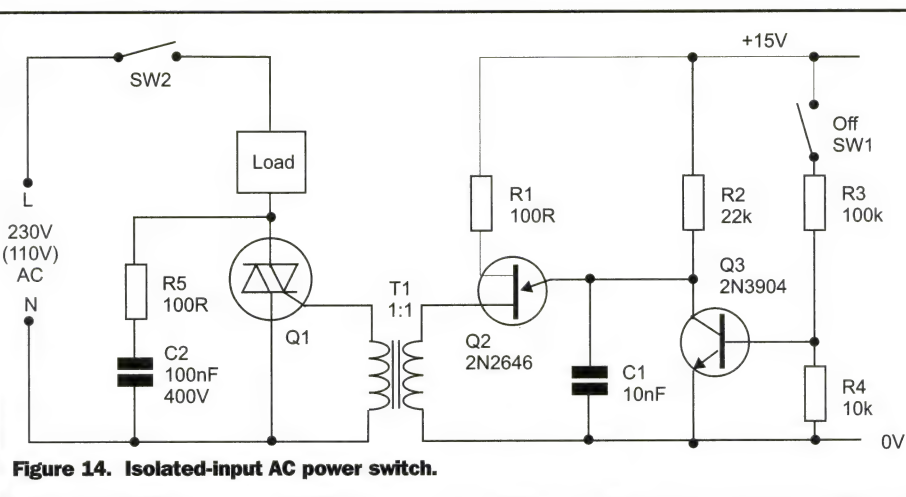 +15V
SW2
Off
SW1
Load
L
230V
(110V)
AC
N
R1
100R
R2
22k
R3
100k
R5
100R
T1
1:1
Q3
2N3904
Q1
Q2
2N2646
C2
100nF
400V
C1
10nF
R4
10k
0V
Figure 14. Isolated-input AC power switch.